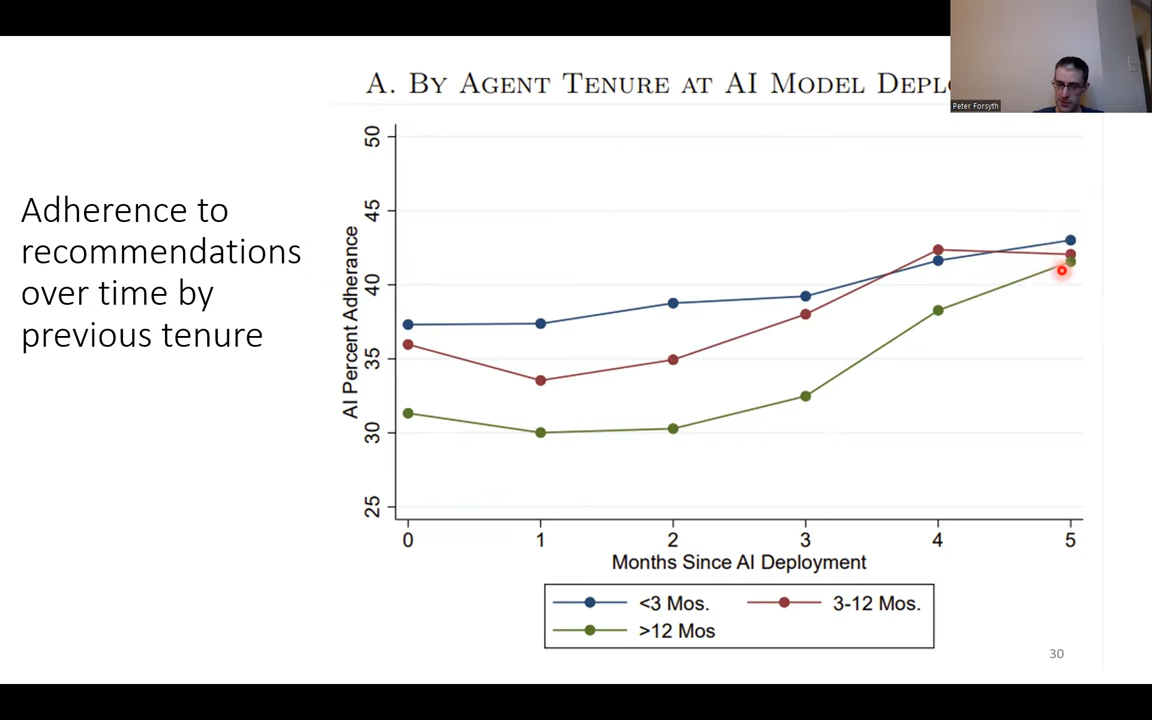 A. BY AGENT TENURE AT AI MODEL
Peter Forsyth
Adherence to
recommendations
over time by
previous tenure
AI Percent Adherance
50
45
40
35
30
25
0 1 2 3 4 5
Months Since AI Deployment
<3 Mos. 3-12 Mos.
>12 Mos
30